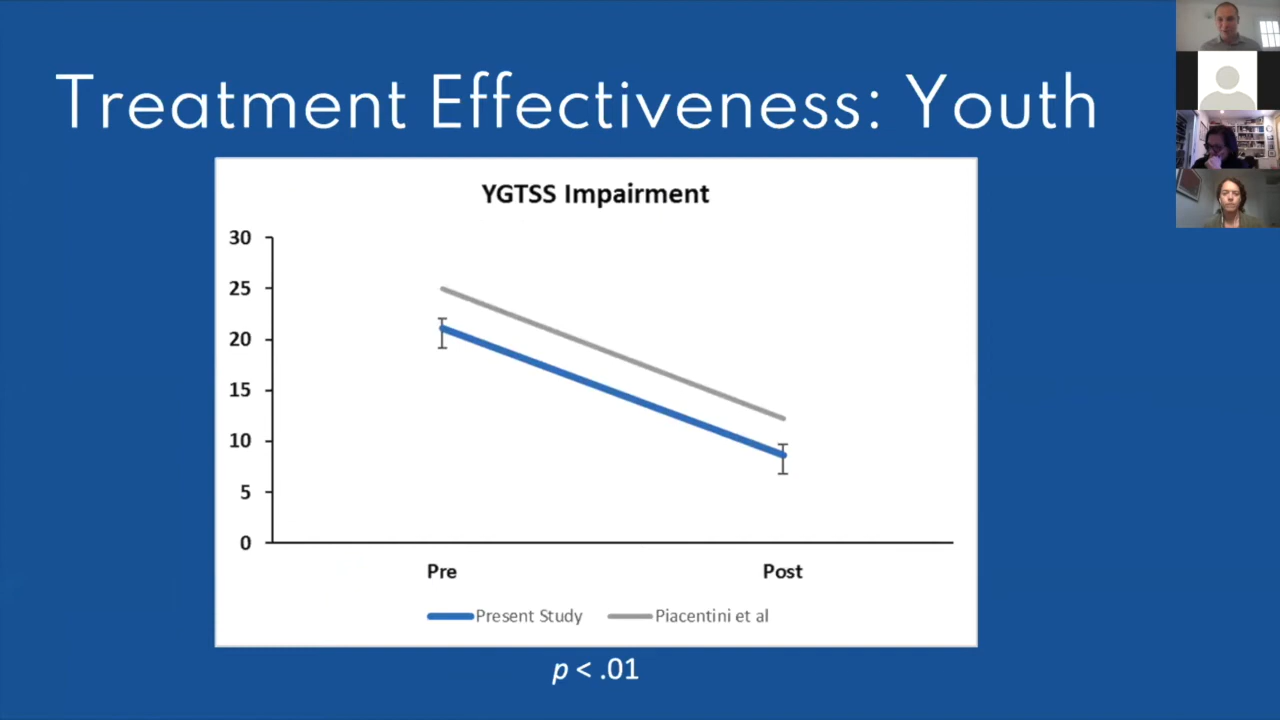 Treatment Effectiveness: Youth
YGTSS Impairment
30
25
20
15
10
5
0
Pre Post
Present Study Piacentini et al
p < .01